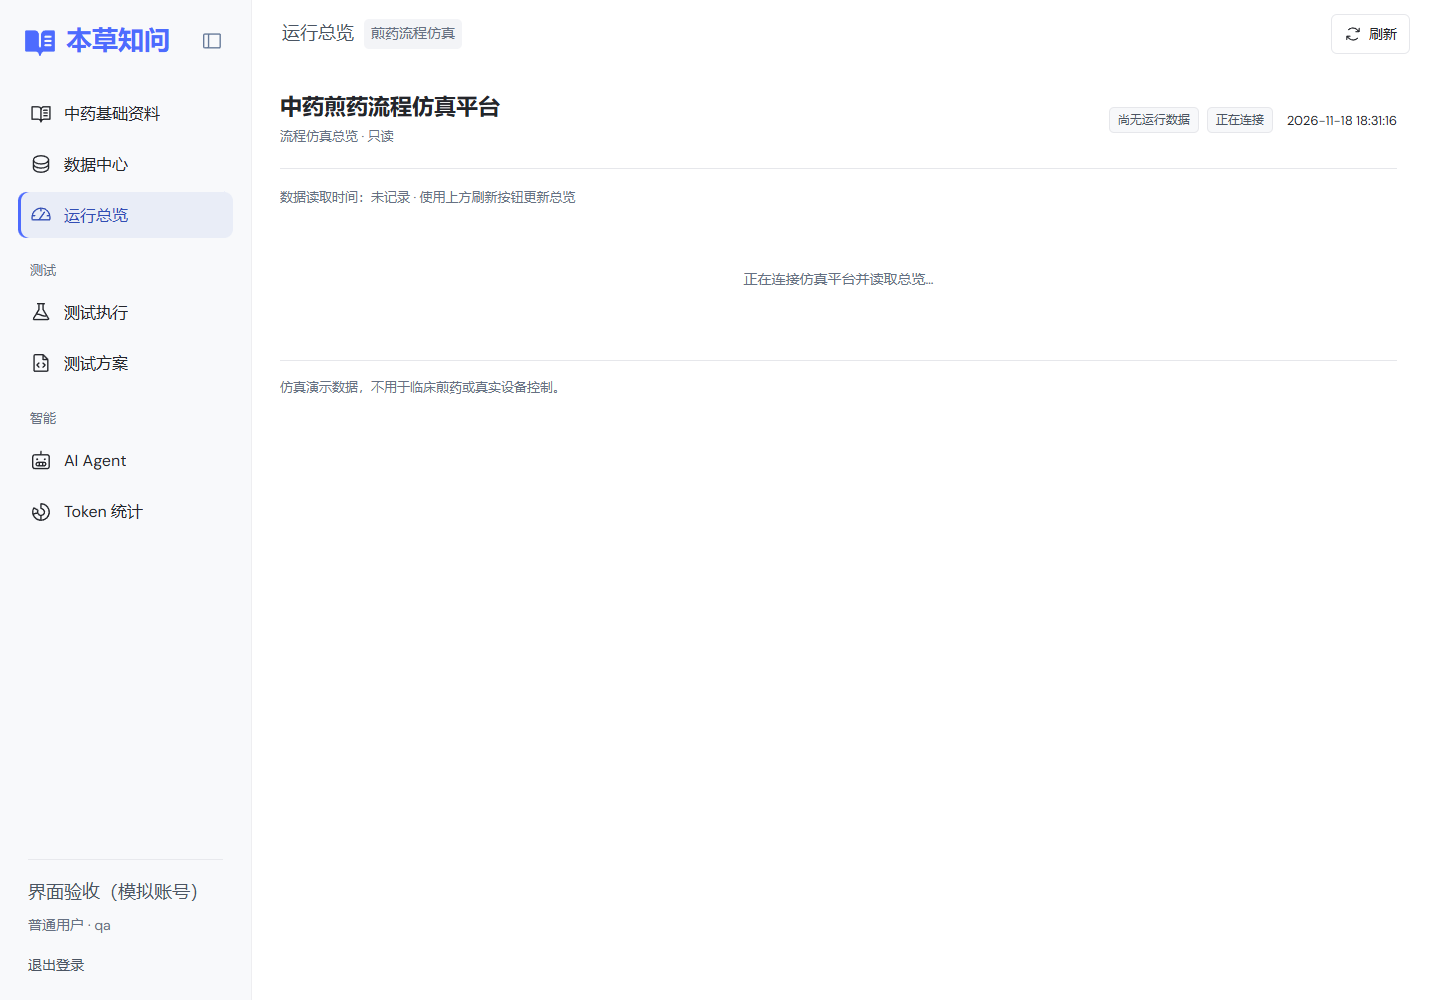 本草知问
中药基础资料
数据中心
运行总览
测试
测试执行
测试方案
智能
AI Agent
Token 统计
界面验收（模拟账号）
普通用户 · qa
退出登录
运行总览
煎药流程仿真
刷新
中药煎药流程仿真平台
流程仿真总览 · 只读
尚无运行数据
正在连接
2026-11-18 18:31:16
数据读取时间：未记录 · 使用上方刷新按钮更新总览
正在连接仿真平台并读取总览...
仿真演示数据，不用于临床煎药或真实设备控制。